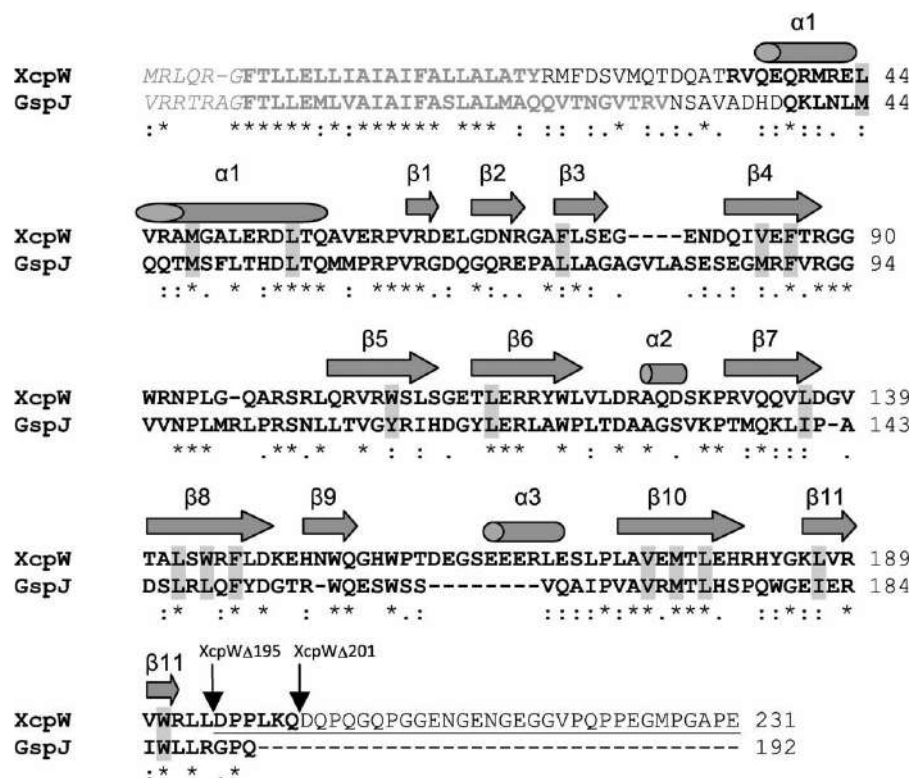 α1
XcpW MRLQR-GFTLLELLIAIAIFALLALATYRMFDSVMQTDQATRVQEQRMREL 44
GspJ VRRTRAGFTLLEMLVAIAIFASLALMAQQVTNGVTRVNSAVADHDQKLNLM 44
:* * ******:*:****** *** : : :.* :.:.*. ::*:: :
α1 β1 β2 β3 β4
XcpW VRAMGALERDLTQAVERPVRDELGDNRGAFLSEG----ENDQIVEFTRGG 90
GspJ QQTMSFLTHDLTQMMPRPVRGDQGQREPALLAGAGVLASESEGMRFVRGG 94
::*. * :**** : ****.: *:.. *:*: . *.:: :.*.***
β5 β6 α2 β7
XcpW WRNPLG-QARSRLQRVRWSLSGETLERRYWLVLDRAQDSKPRVQQVLDGV 139
GspJ VVNPLMRLPRSNLLTVGYRIHDGYLERLAWPLTDAAGSVKPTMQKLIP-A 143
*** .**.* * : : . *** * : * * . ** :*:: : .
β8 β9 α3 β10 β11
XcpW TALSWRFLDKEHNWQGHWPTDEGSEEERLESLPLAVEMTLEHRHYGKLVR 189
GspJ DSLRLQFYDGTR-WQESWSS--------VQAIPVAVRMTLHSPQWGEIER 184
:* :* * : ** *.: :::*:**.***. ::*:: *
β11 XcpWΔ195 XcpWΔ201
XcpW VWRLLDPPLKQDQPQGQPGGENGENGEGGVPQPPEGMPGAPE 231
GspJ IWLLRGPQ---------------------------------- 192
:* * .*